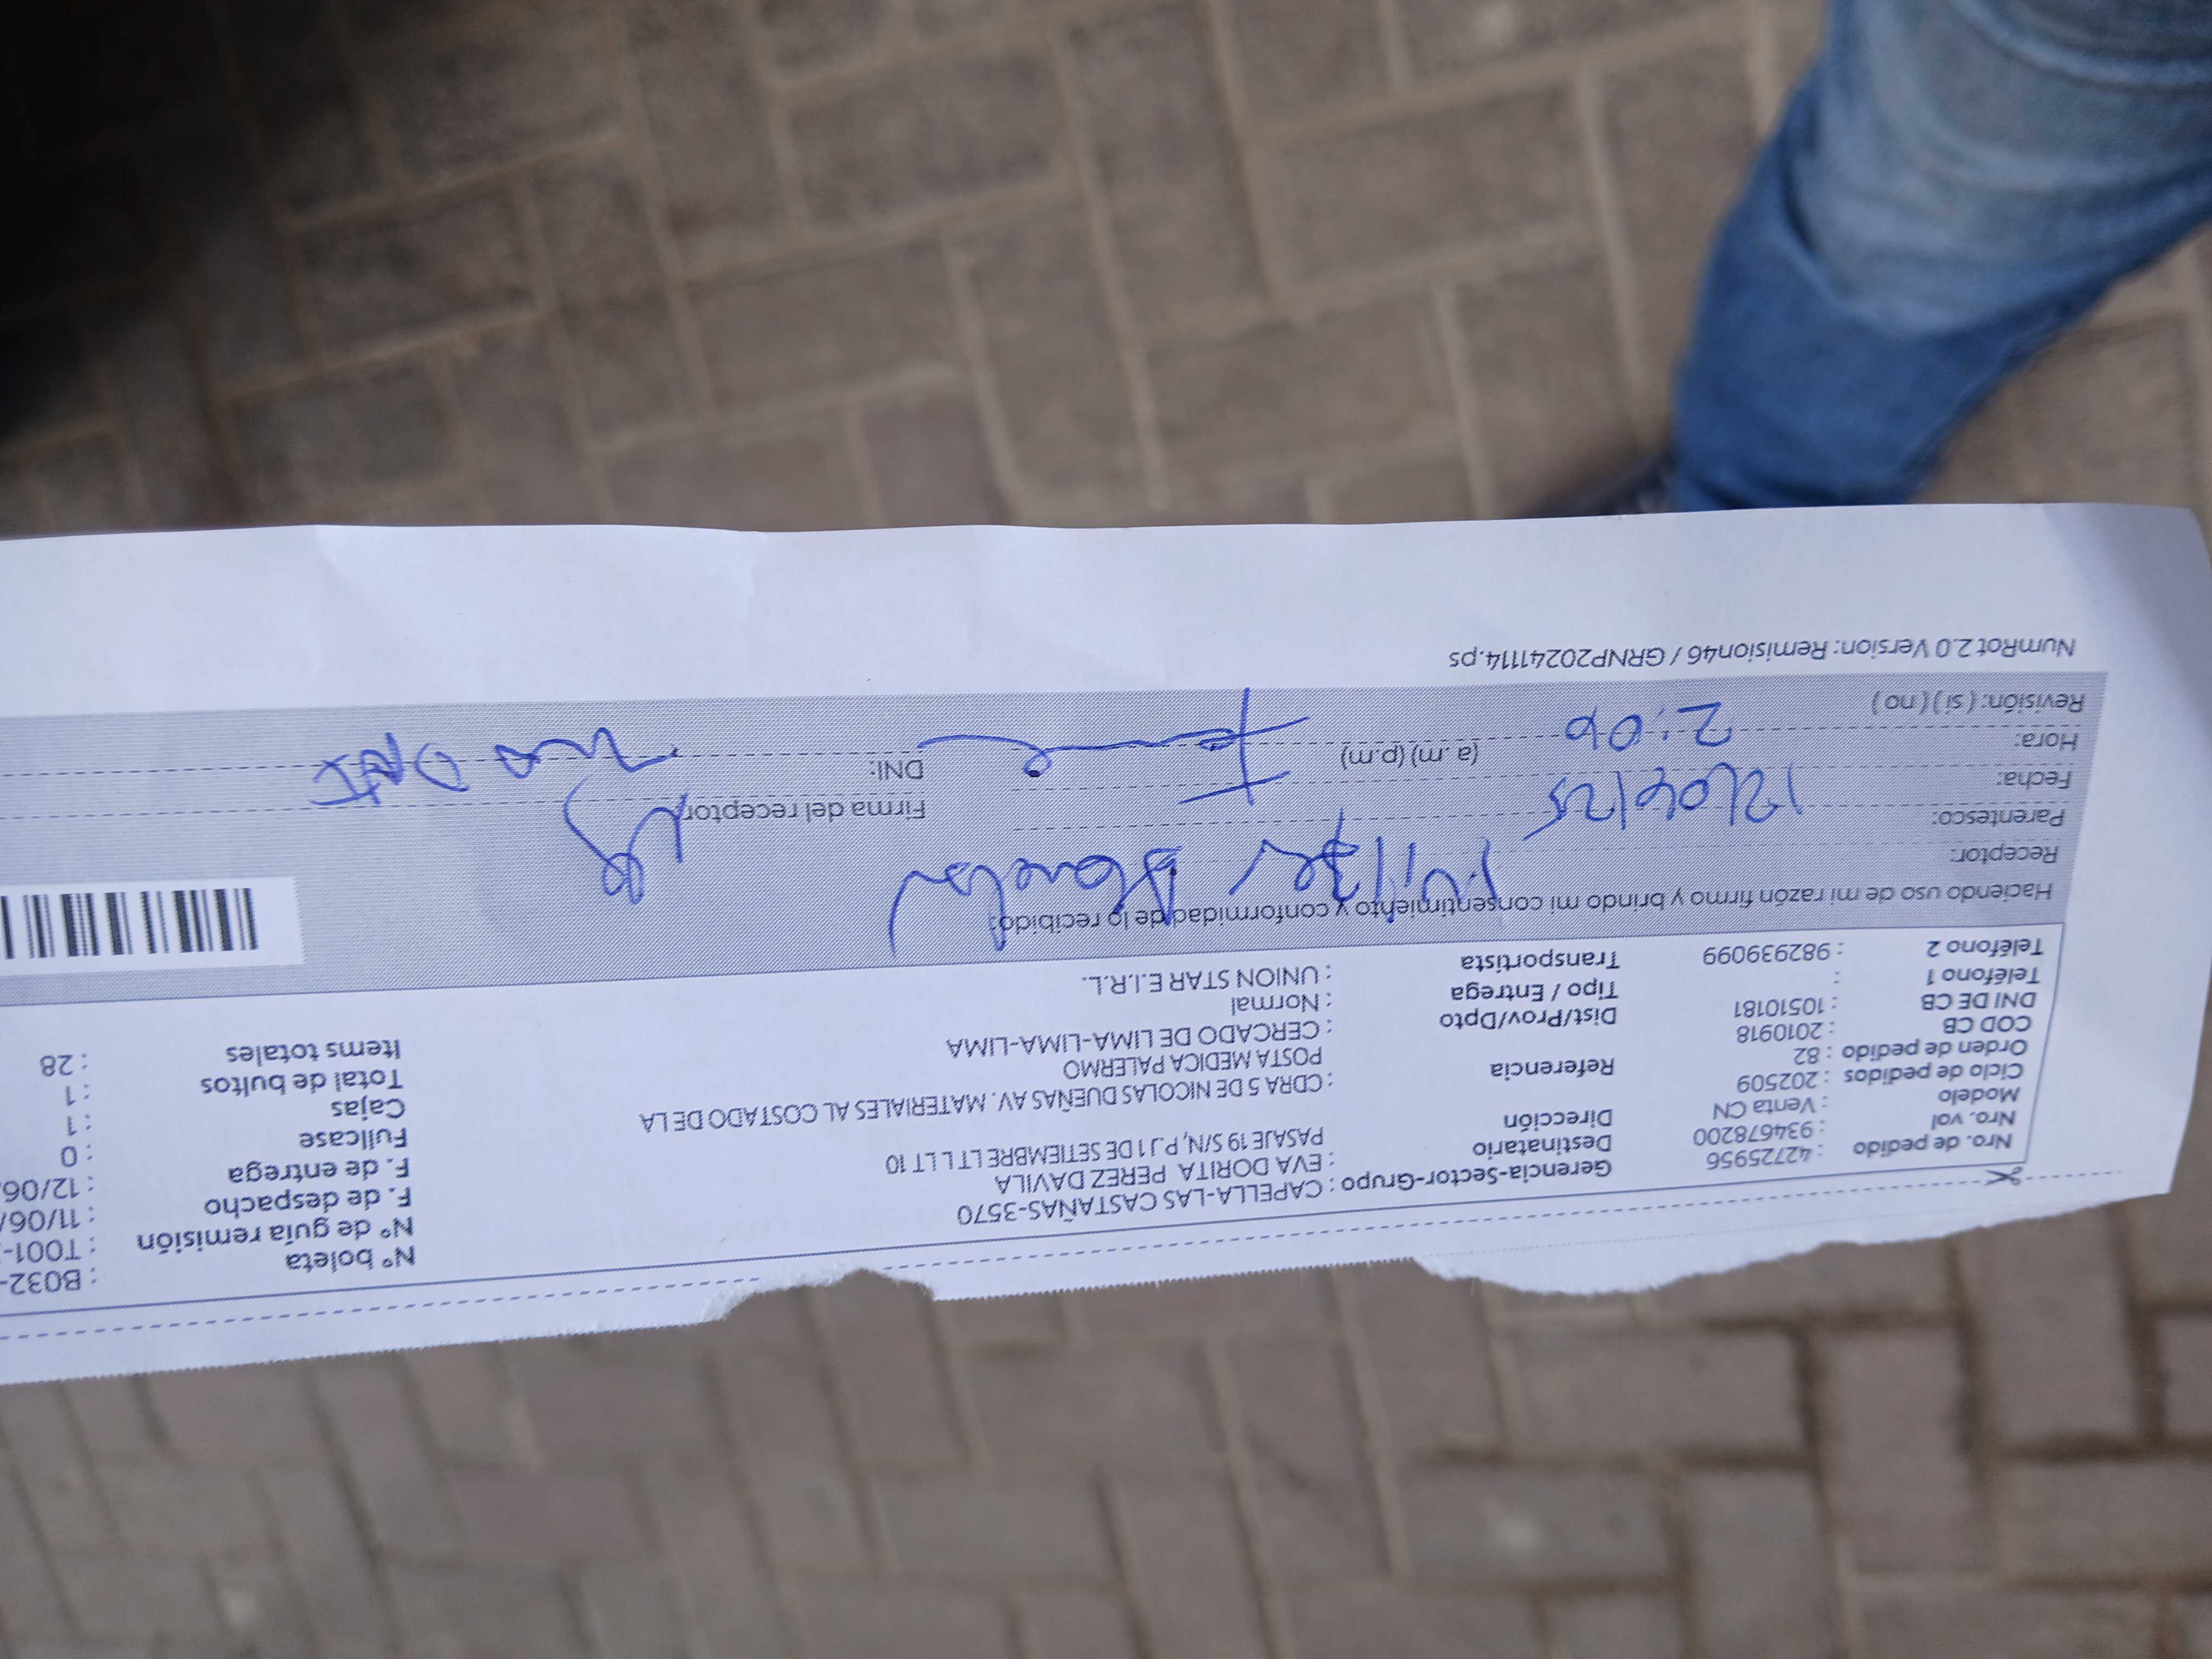 Nº boleta : B032-
Nº de guía remisión : T001-
F. de despacho : 11/06/
F. de entrega : 12/06
Fullcase : 0
Cajas : 1
Total de bultos : 1
Items totales : 28
Gerencia-Sector-Grupo : CAPELLA-LAS CASTAÑAS-3570
Destinatario : EVA DORITA PEREZ DAVILA
Dirección PASAJE 19 S/N, P.J 1 DE SETIEMBRE LT L LT 10
: CDRA 5 DE NICOLAS DUEÑAS AV. MATERIALES AL COSTADO DE LA
Referencia POSTA MEDICA PALERMO
Dist/Prov/Dpto : CERCADO DE LIMA-LIMA-LIMA
Tipo / Entrega : Normal
Transportista : UNION STAR E.I.R.L.
Nro. de pedido : 42725956
Nro. val : 934678200
Modelo : Venta CN
Ciclo de pedidos : 202509
Orden de pedido : 82
COD CB : 2010918
DNI DE CB : 10510181
Teléfono 1 :
Teléfono 2 : 982939099
Haciendo uso de mi razón firmo y brindo mi consentimiento y conformidad de lo recibido:
Receptor:
Parentesco:
Fecha: 12/06/25
Hora: 2:06 (a.m) (p.m)
Revisión: ( si ) ( no )
Firma del receptor
DNI: no DNI
NumRot 2.0 Version: Remision46 / GRNP20241114.ps